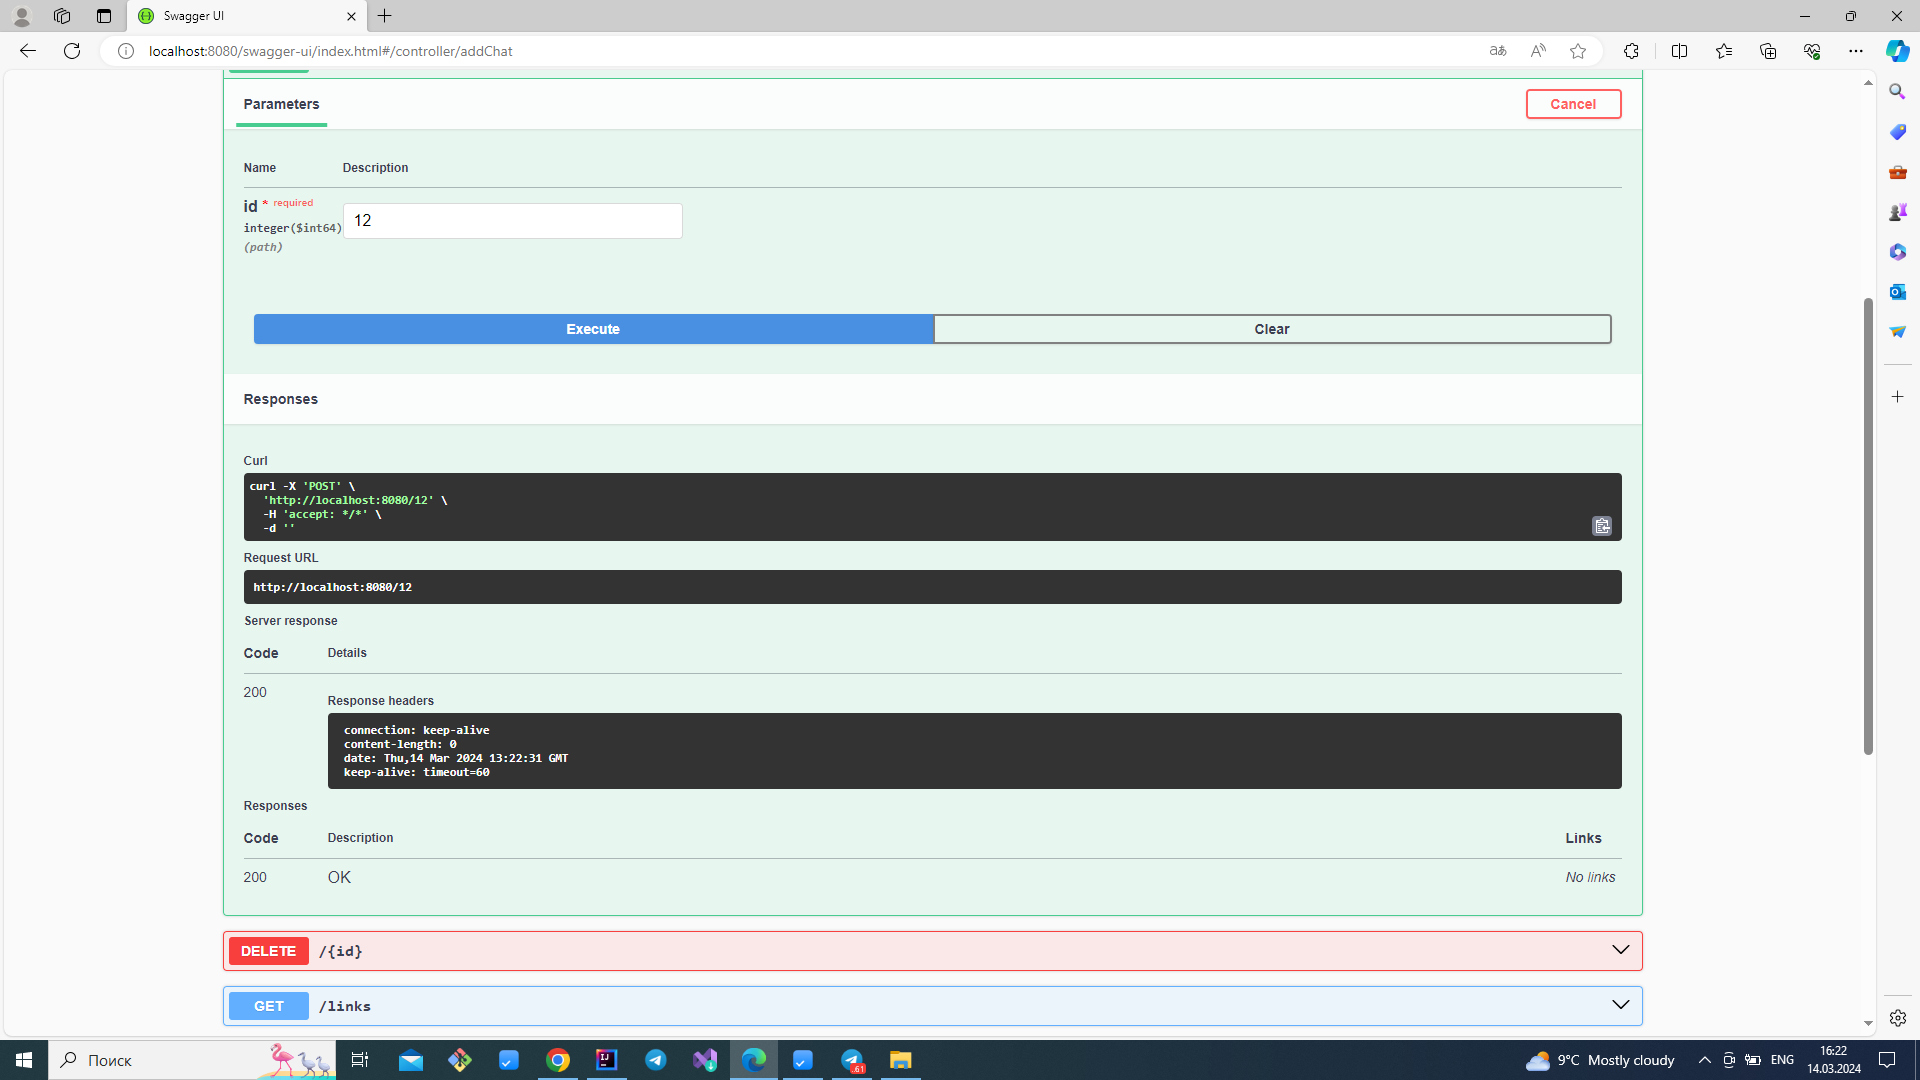 Swagger UI
localhost:8080/swagger-ui/index.html#/controller/addChat
Parameters
Cancel
Name Description
id * required
integer($int64)
(path)
12
Execute
Clear
Responses
Curl
curl -X 'POST' \
'http://localhost:8080/12' \
-H 'accept: */*' \
-d ''
Request URL
http://localhost:8080/12
Server response
Code Details
200
Response headers
connection: keep-alive
content-length: 0
date: Thu,14 Mar 2024 13:22:31 GMT
keep-alive: timeout=60
Responses
Code Description Links
200 OK No links
DELETE /{id}
GET /links
Поиск
.61
9°C Mostly cloudy
ENG
16:22
14.03.2024